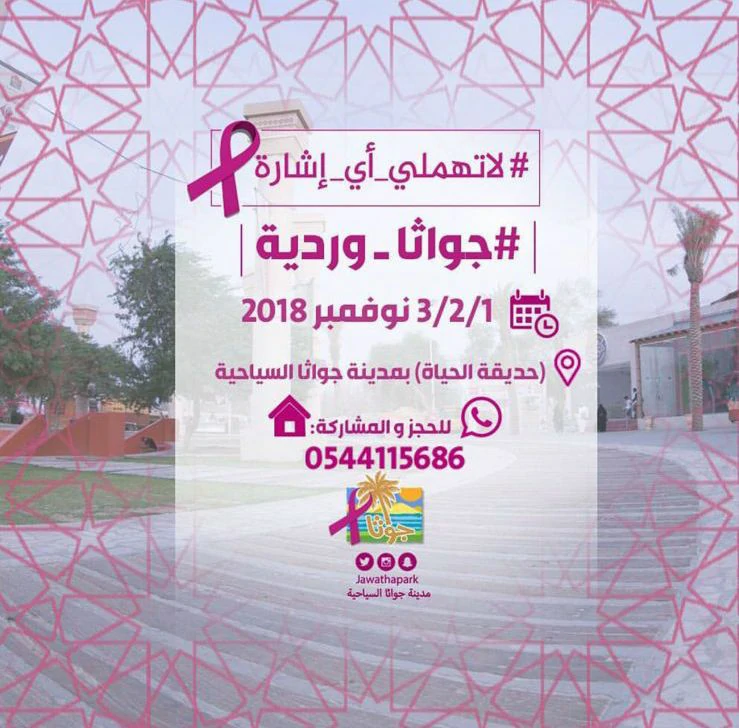 #لاتهملي_أي_إشارة
#جواثا_وردية
3/2/1 نوفمبر 2018
(حديقة الحياة) بمدينة جواثا السياحية
للحجز و المشاركة:
0544115686
جواثا
Jawathapark
مدينة جواثا السياحية